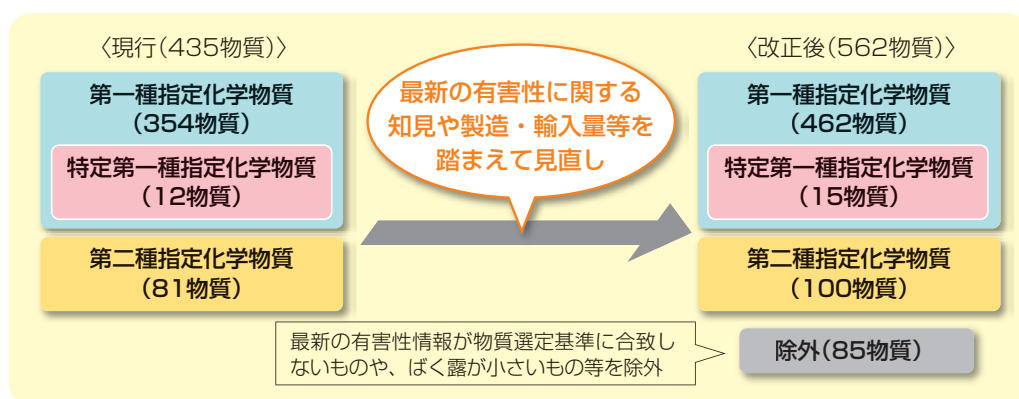 〈現行(435物質)〉
第一種指定化学物質
(354物質)
特定第一種指定化学物質
(12物質)
第二種指定化学物質
(81物質)
最新の有害性に関する
知見や製造・輸入量等を
踏まえて見直し
〈改正後(562物質)〉
第一種指定化学物質
(462物質)
特定第一種指定化学物質
(15物質)
第二種指定化学物質
(100物質)
最新の有害性情報が物質選定基準に合致し
ないものや、ばく露が小さいもの等を除外
除外(85物質)